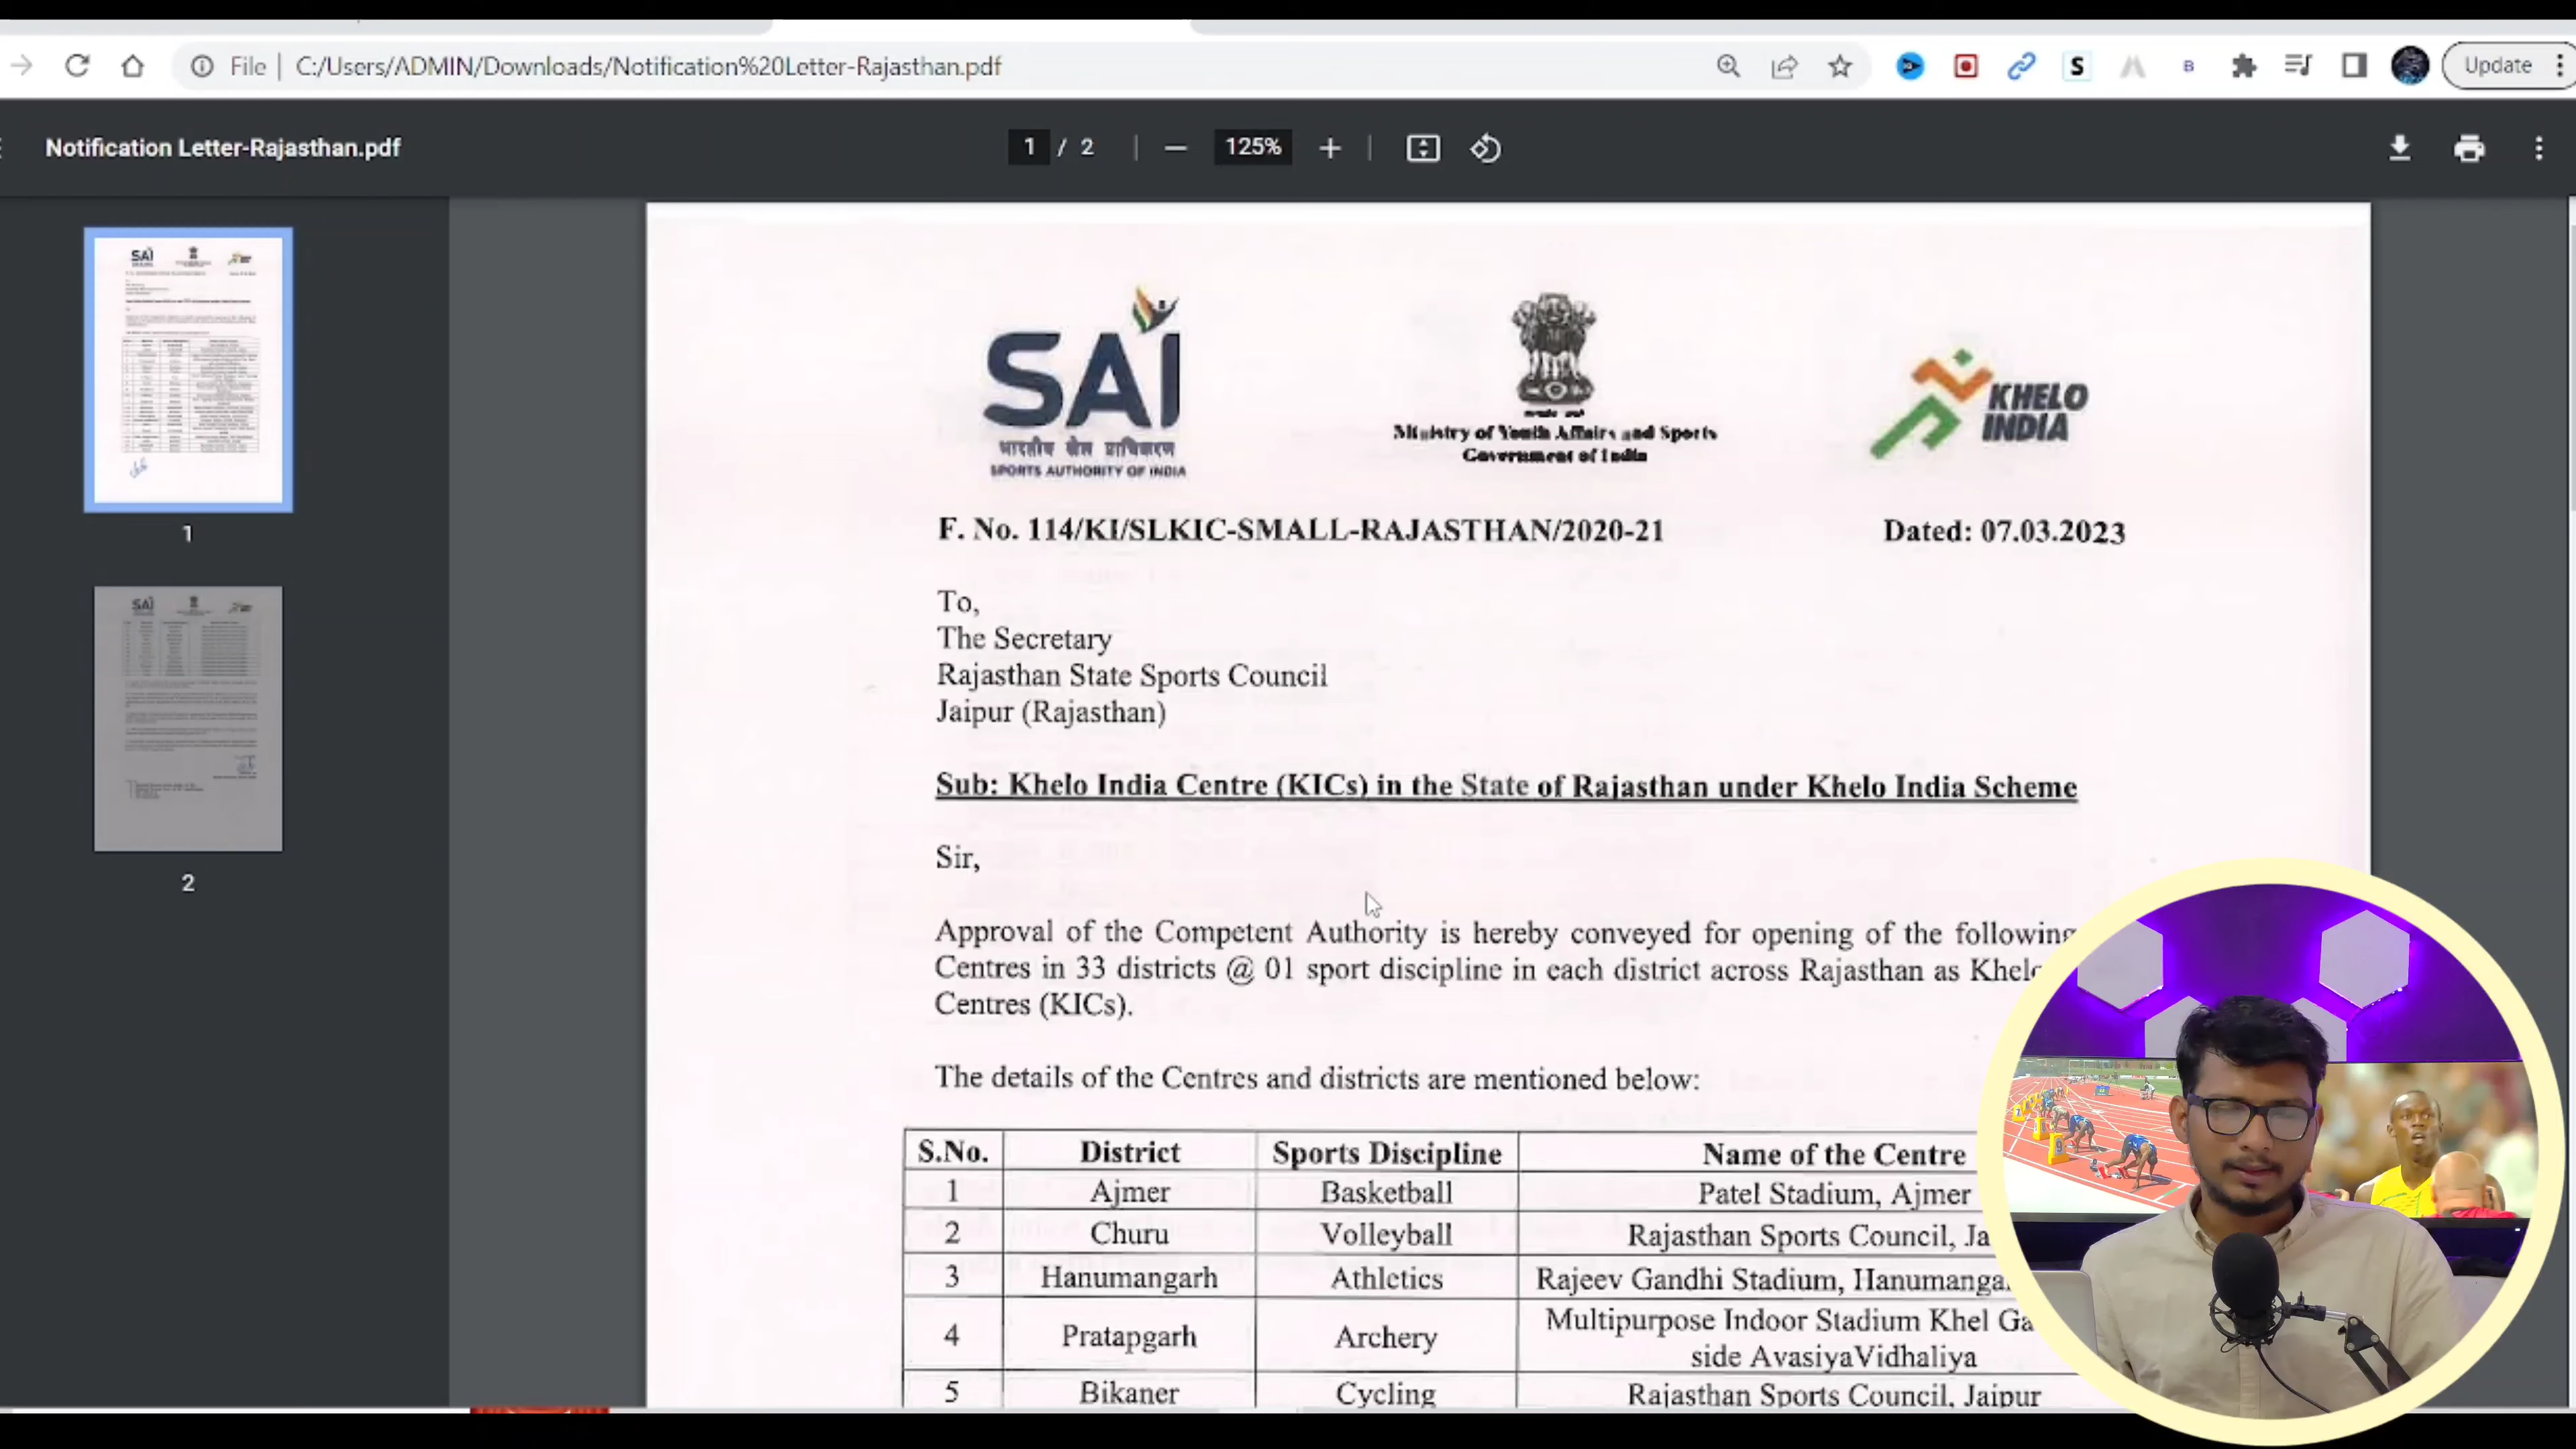 File | C:/Users/ADMIN/Downloads/Notification%20Letter-Rajasthan.pdf
S
B
Update
Notification Letter-Rajasthan.pdf
1 / 2
125%
SAI
भारतीय खेल प्राधिकरण
SPORTS AUTHORITY OF INDIA
Ministry of Youth Affairs and Sports
Government of India
KHELO
INDIA
F. No. 114/KI/SLKIC-SMALL-RAJASTHAN/2020-21 Dated: 07.03.2023
To,
The Secretary
Rajasthan State Sports Council
Jaipur (Rajasthan)
Sub: Khelo India Centre (KICs) in the State of Rajasthan under Khelo India Scheme
Sir,
Approval of the Competent Authority is hereby conveyed for opening of the following
Centres in 33 districts @ 01 sport discipline in each district across Rajasthan as Khelo
Centres (KICs).
The details of the Centres and districts are mentioned below:
S.No. District Sports Discipline Name of the Centre
1 Ajmer Basketball Patel Stadium, Ajmer
2 Churu Volleyball Rajasthan Sports Council, Ja
3 Hanumangarh Athletics Rajeev Gandhi Stadium, Hanumanga
4 Pratapgarh Archery Multipurpose Indoor Stadium Khel Ga
side AvasiyaVidhaliya
5 Bikaner Cycling Rajasthan Sports Council, Jaipur
SAI
1
SAI
2